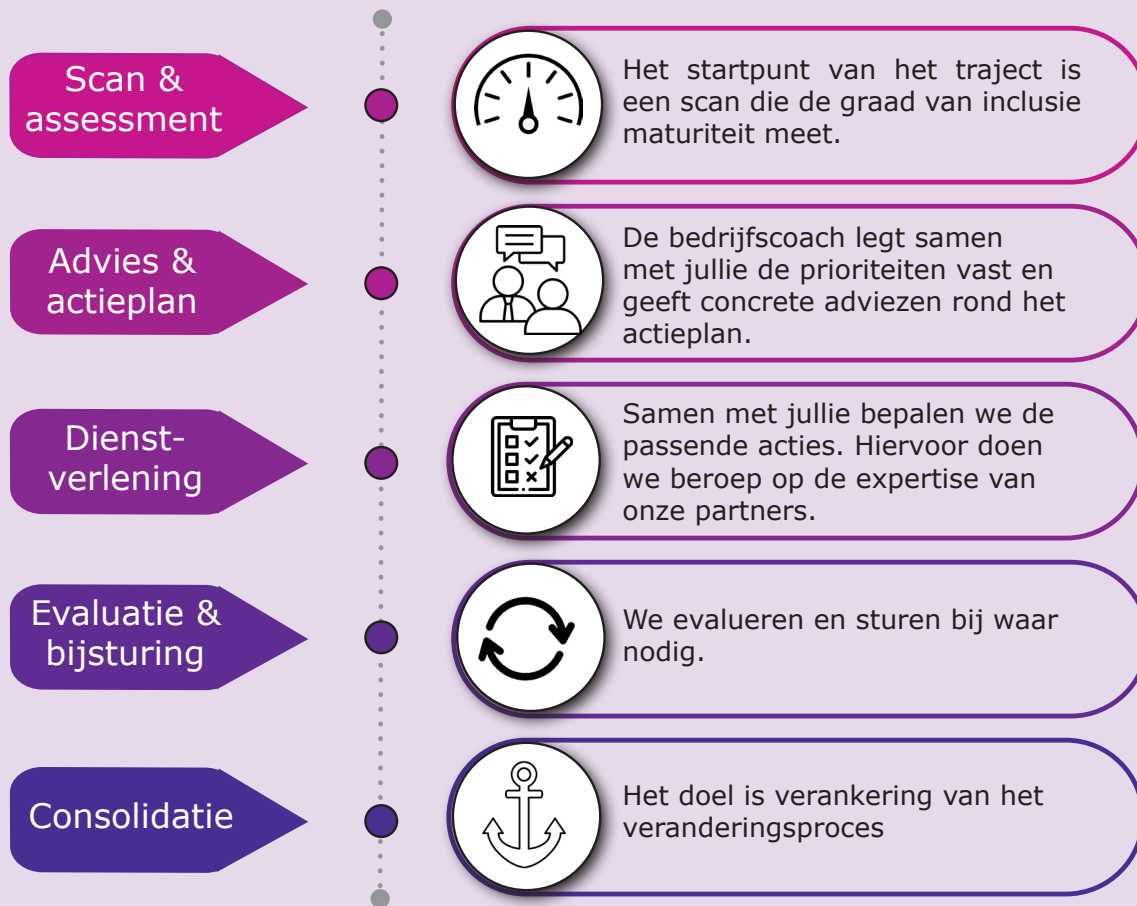 Scan &
assessment
Het startpunt van het traject is
een scan die de graad van inclusie
maturiteit meet.
Advies &
actieplan
De bedrijfscoach legt samen
met jullie de prioriteiten vast en
geeft concrete adviezen rond het
actieplan.
Dienst-
verlening
Samen met jullie bepalen we de
passende acties. Hiervoor doen
we beroep op de expertise van
onze partners.
Evaluatie &
bijsturing
We evalueren en sturen bij waar
nodig.
Consolidatie
Het doel is verankering van het
veranderingsproces